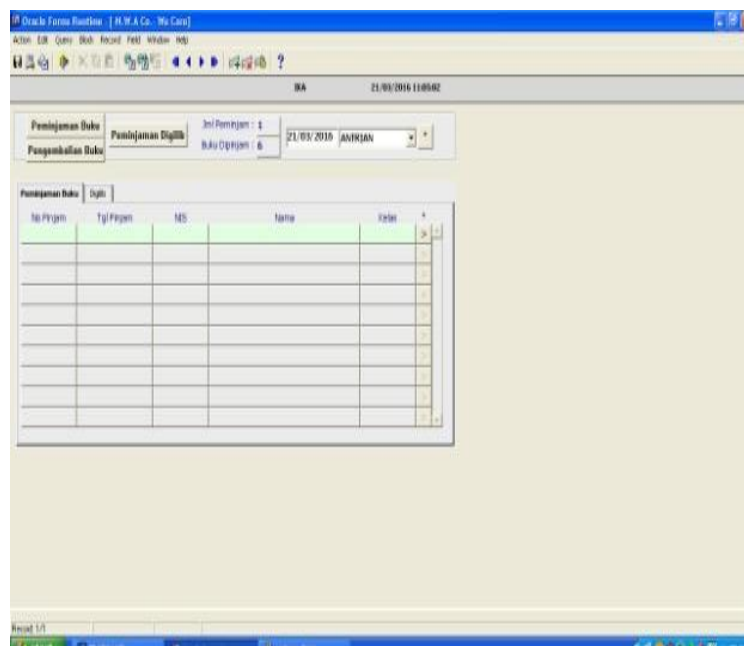 Oracle Forms Runtime - [ H.W.A Co. - We Care]
Action Edit Query Block Record Field Window Help
IKA 21/03/2016 11:05:02
Peminjaman Buku
Pengembalian Buku
Peminjaman Digilib
Jml Peminjam : 1
Buku Dipinjam : 6
21/03/2016 ANTRIAN *
Peminjaman Buku Digilib
No Pinjam Tgl Pinjam NIS Nama Kelas *
>
Record: 1/1